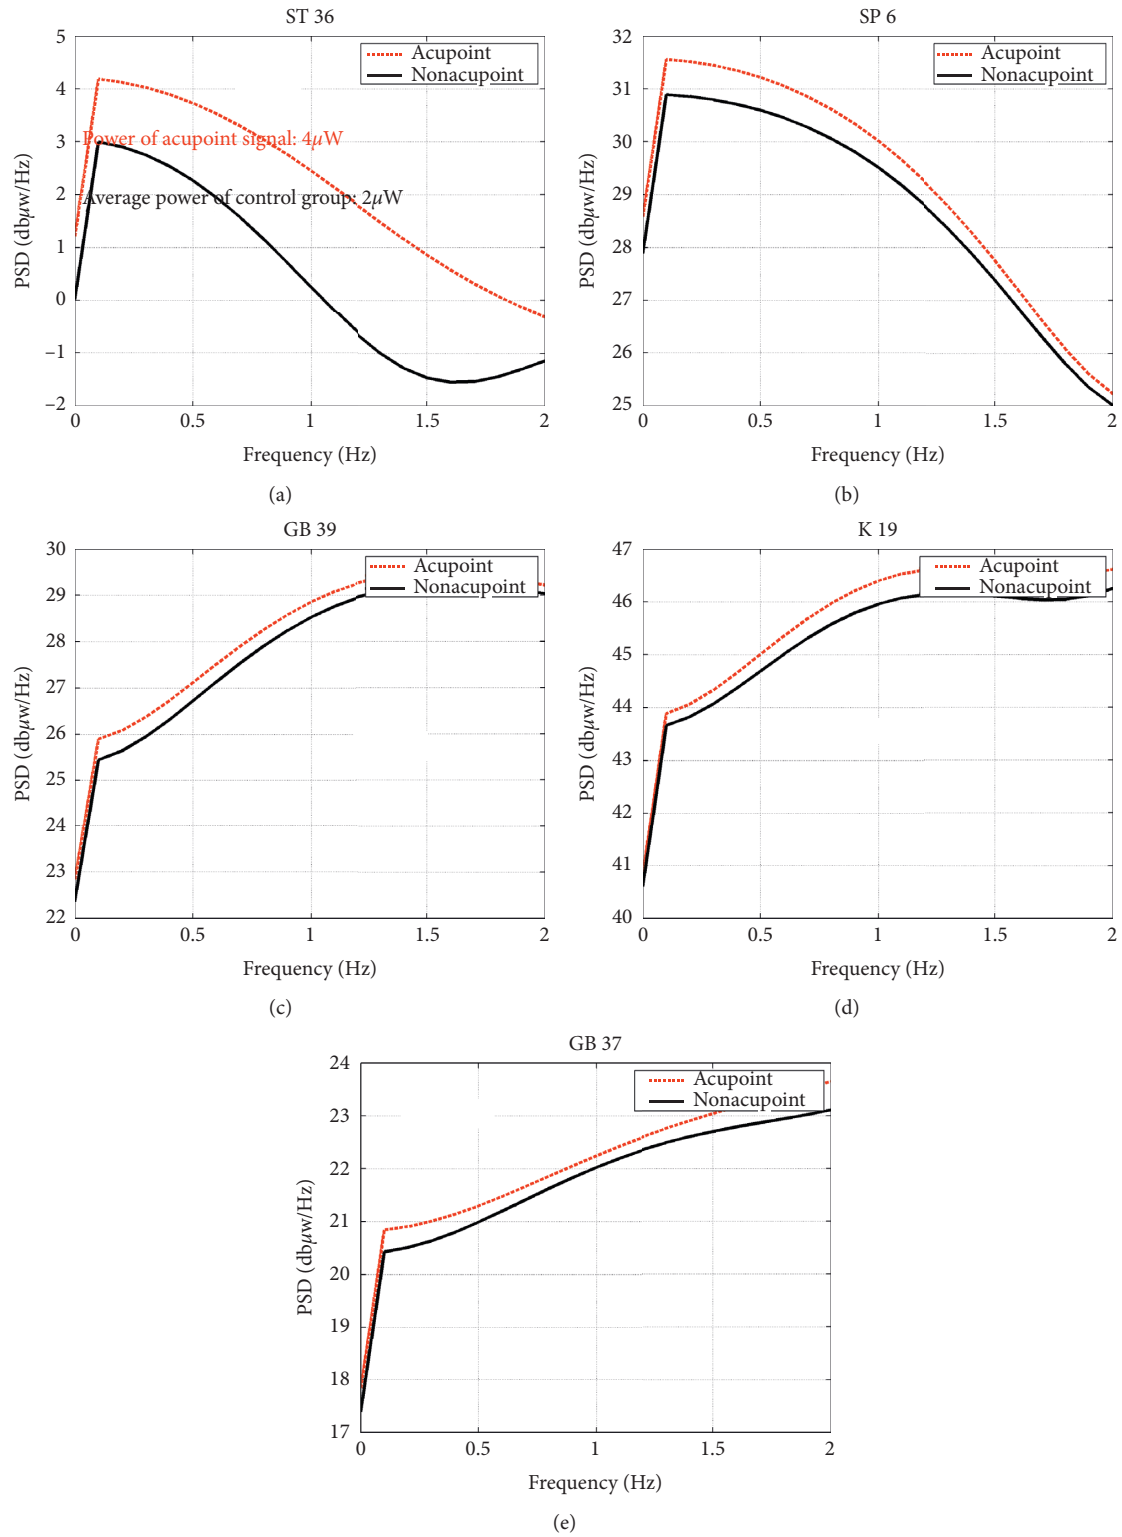 ST 36
5
4
3
2
1
0
–1
–2
PSD (dbµw/Hz)
Acupoint
Nonacupoint
Power of acupoint signal: 4µW
Average power of control group: 2µW
0 0.5 1 1.5 2
Frequency (Hz)
(a)
SP 6
32
31
30
29
28
27
26
25
PSD (dbµw/Hz)
Acupoint
Nonacupoint
0 0.5 1 1.5 2
Frequency (Hz)
(b)
GB 39
30
29
28
27
26
25
24
23
22
PSD (dbµw/Hz)
Acupoint
Nonacupoint
0 0.5 1 1.5 2
Frequency (Hz)
(c)
K 19
47
46
45
44
43
42
41
40
PSD (dbµw/Hz)
Acupoint
Nonacupoint
0 0.5 1 1.5 2
Frequency (Hz)
(d)
GB 37
24
23
22
21
20
19
18
17
PSD (dbµw/Hz)
Acupoint
Nonacupoint
0 0.5 1 1.5 2
Frequency (Hz)
(e)